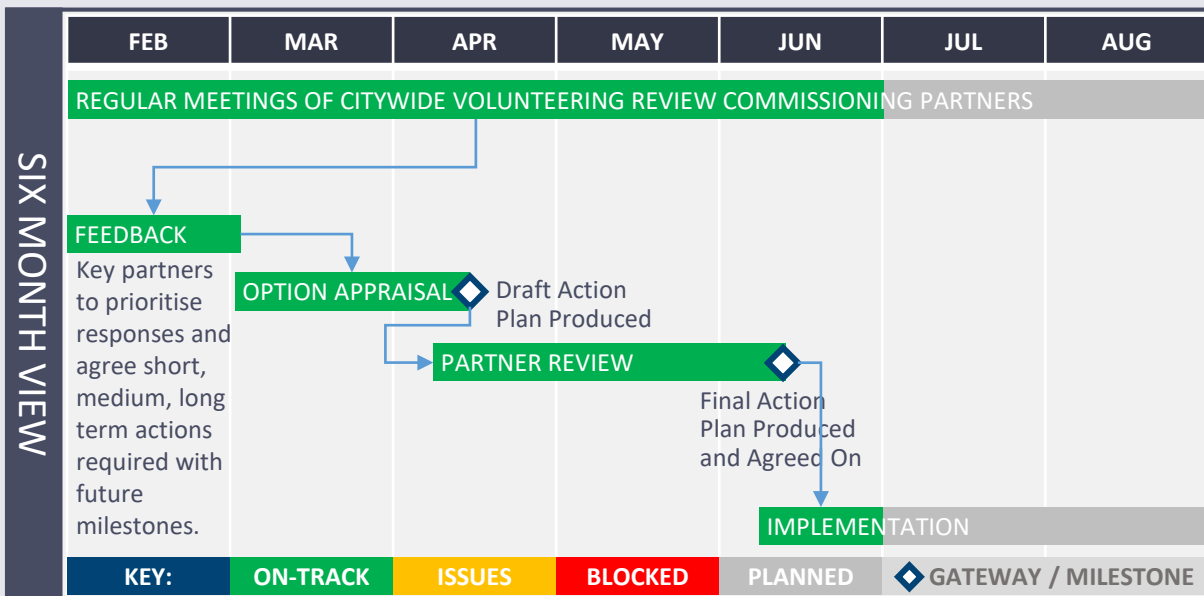 SIX MONTH VIEW
FEB MAR APR MAY JUN JUL AUG
REGULAR MEETINGS OF CITYWIDE VOLUNTEERING REVIEW COMMISSIONING PARTNERS
FEEDBACK
Key partners
to prioritise
responses and
agree short,
medium, long
term actions
required with
future
milestones.
OPTION APPRAISAL
Draft Action
Plan Produced
PARTNER REVIEW
Final Action
Plan Produced
and Agreed On
IMPLEMENTATION
KEY: ON-TRACK ISSUES BLOCKED PLANNED GATEWAY / MILESTONE